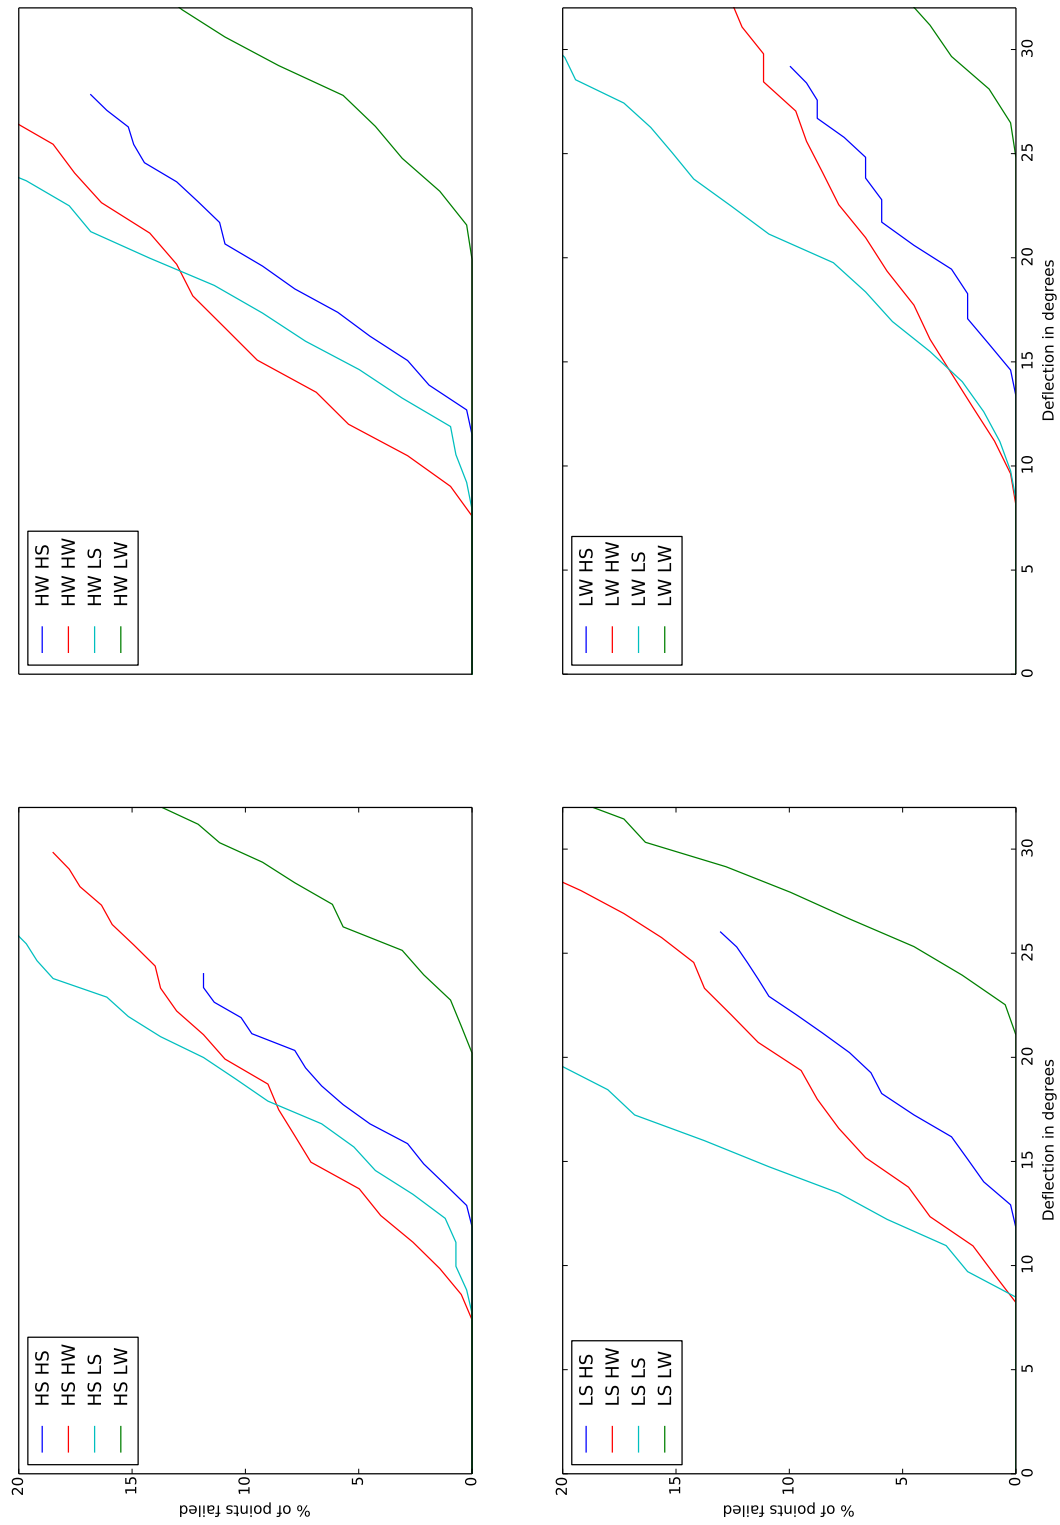 % of points failed
20
15
10
5
0
HS HS
HS HW
HS LS
HS LW
HW HS
HW HW
HW LS
HW LW
% of points failed
20
15
10
5
0
LS HS
LS HW
LS LS
LS LW
0 5 10 15 20 25 30
Deflection in degrees
LW HS
LW HW
LW LS
LW LW
0 5 10 15 20 25 30
Deflection in degrees